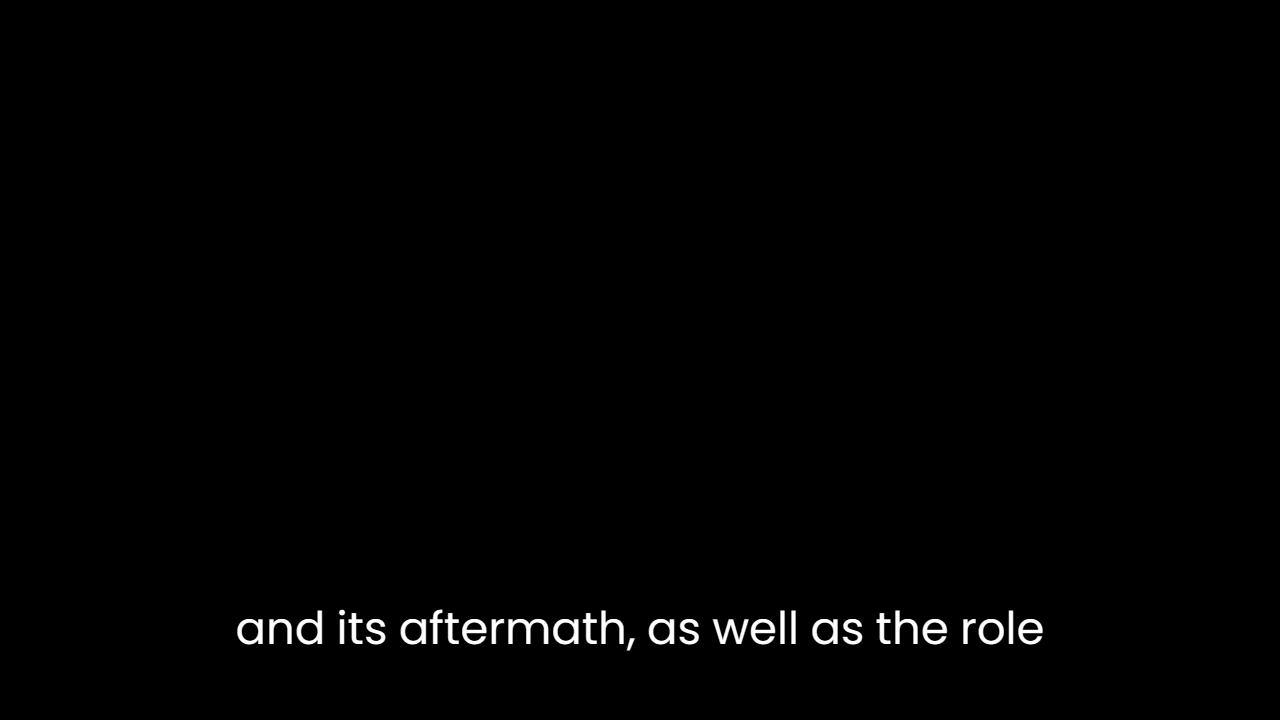 and its aftermath, as well as the role